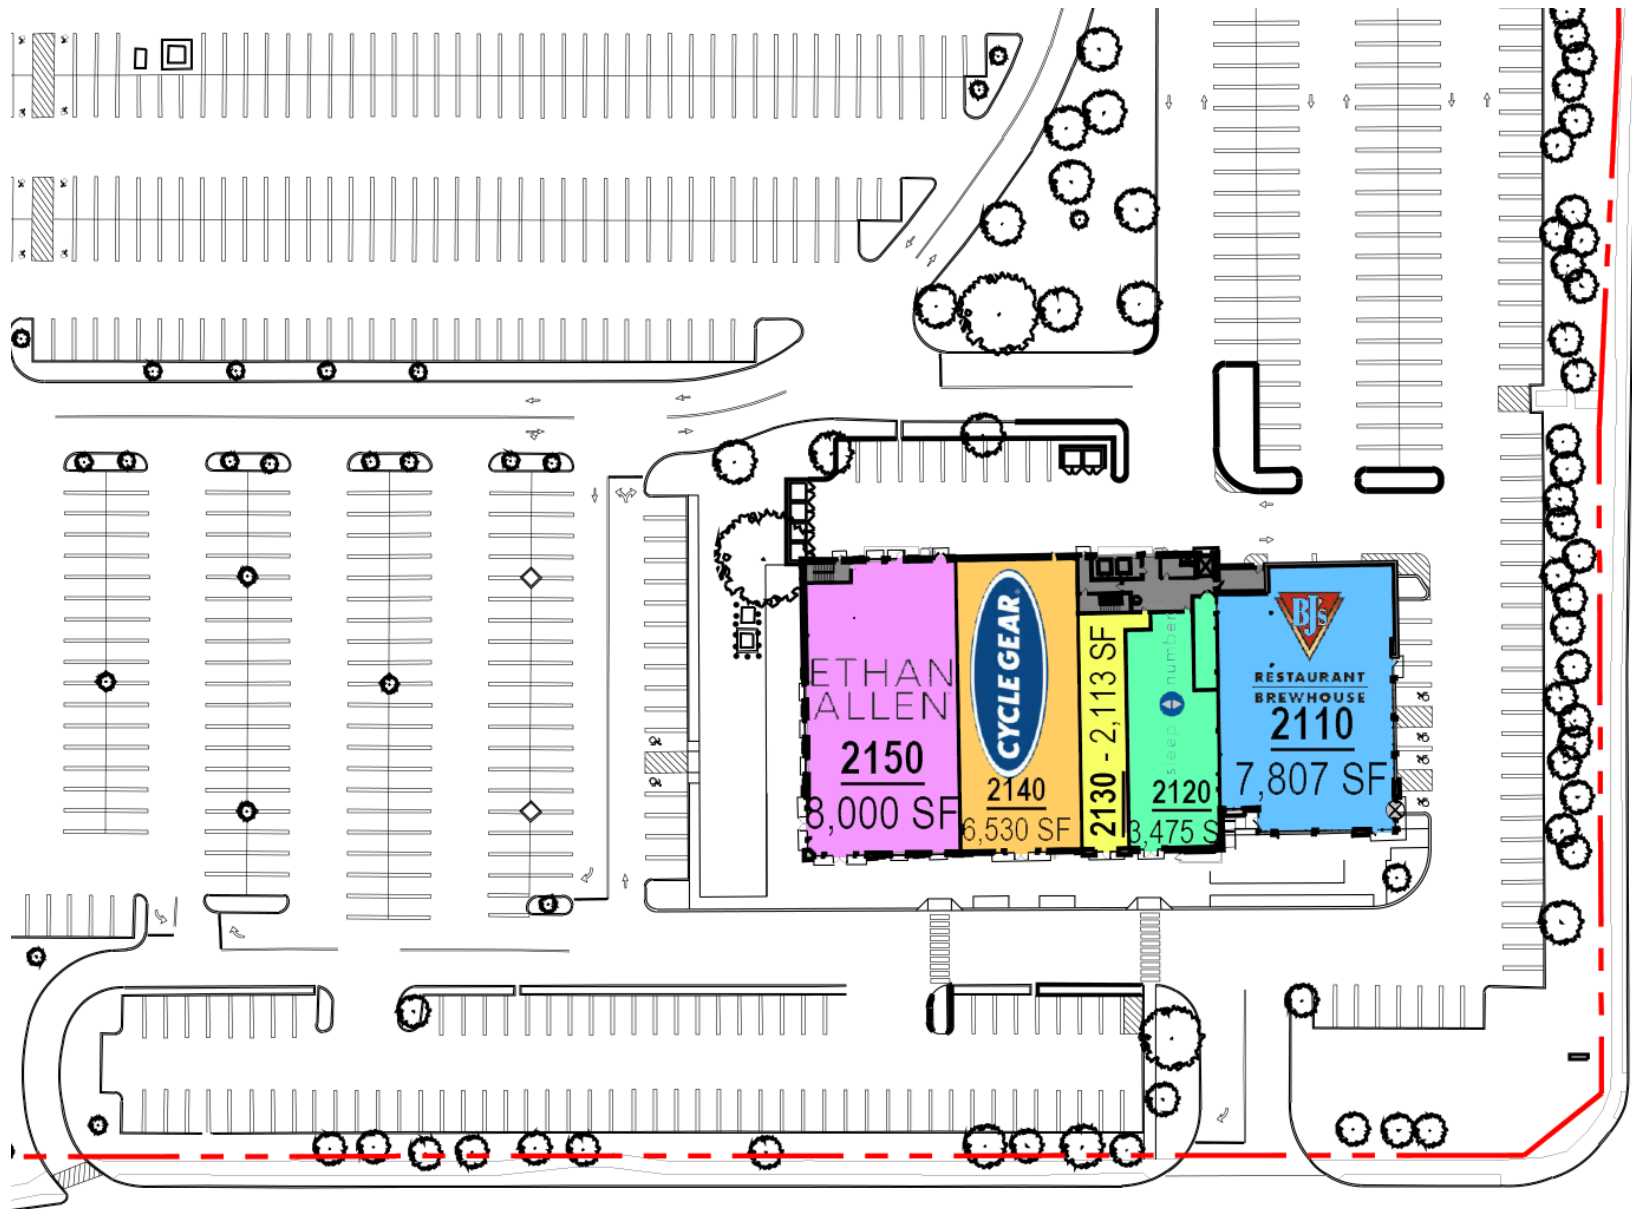 ETHAN
ALLEN
2150
8,000 SF
CYCLE GEAR
2140
6,530 SF
2130 - 2,113 SF
sleep number
2120
3,475 S
BJ's
RESTAURANT
BREWHOUSE
2110
7,807 SF